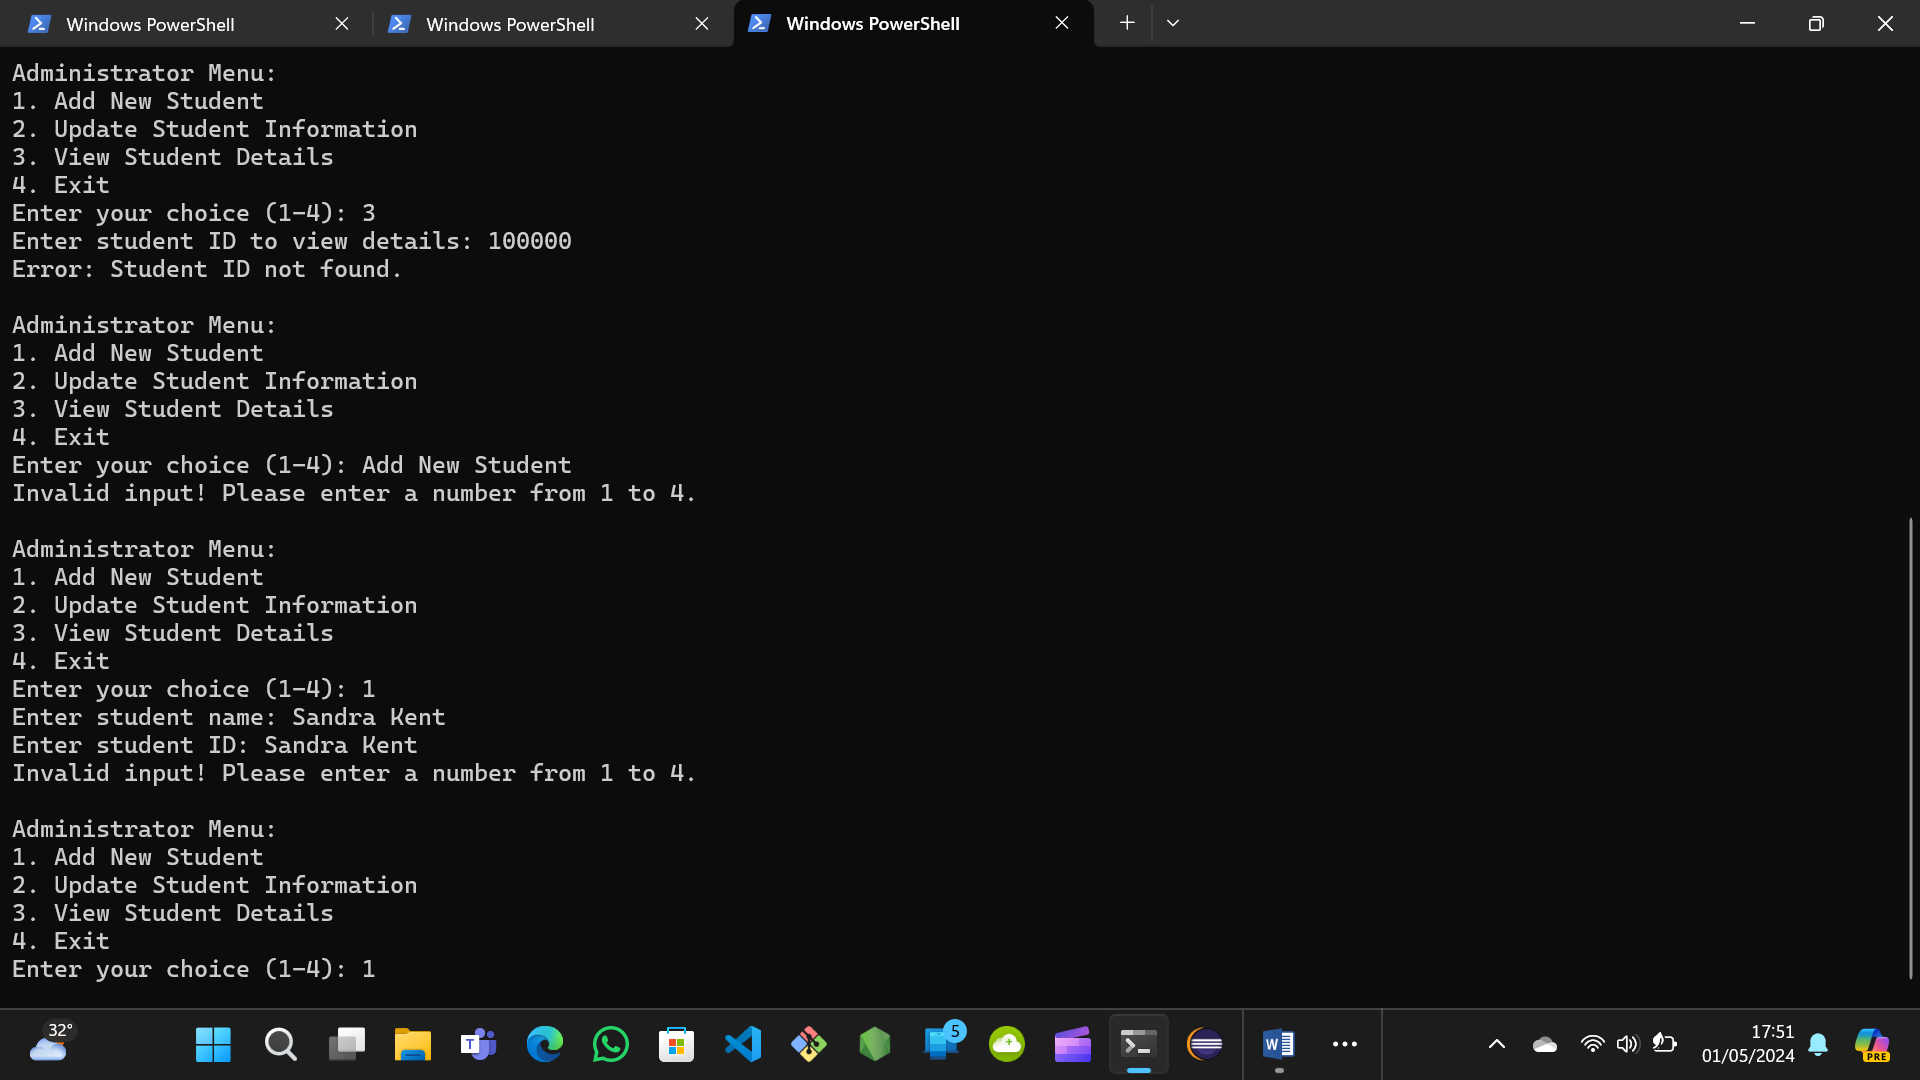 Windows PowerShell
Windows PowerShell
Windows PowerShell
Administrator Menu:
1. Add New Student
2. Update Student Information
3. View Student Details
4. Exit
Enter your choice (1-4): 3
Enter student ID to view details: 100000
Error: Student ID not found.
Administrator Menu:
1. Add New Student
2. Update Student Information
3. View Student Details
4. Exit
Enter your choice (1-4): Add New Student
Invalid input! Please enter a number from 1 to 4.
Administrator Menu:
1. Add New Student
2. Update Student Information
3. View Student Details
4. Exit
Enter your choice (1-4): 1
Enter student name: Sandra Kent
Enter student ID: Sandra Kent
Invalid input! Please enter a number from 1 to 4.
Administrator Menu:
1. Add New Student
2. Update Student Information
3. View Student Details
4. Exit
Enter your choice (1-4): 1
32°
T
5
W
17:51
01/05/2024
PRE